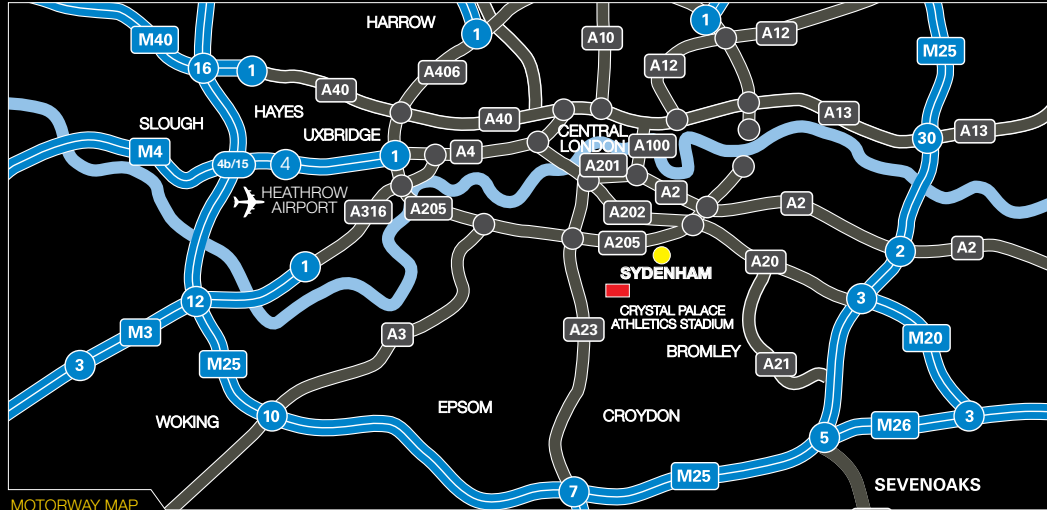 HARROW
1
A10
1
A12
M40
M25
16
1
A406
A12
A40
HAYES
A40
A13
SLOUGH
UXBRIDGE
CENTRAL
LONDON
A100
30
A13
M4
4b/15
4
1
A4
A201
HEATHROW
AIRPORT
A316
A205
A2
A202
A2
A205
2
A2
SYDENHAM
A20
1
12
3
CRYSTAL PALACE
ATHLETICS STADIUM
M3
A3
A23
M20
BROMLEY
3
M25
A21
WOKING
10
EPSOM
CROYDON
3
M26
5
M25
SEVENOAKS
7
MOTORWAY MAP